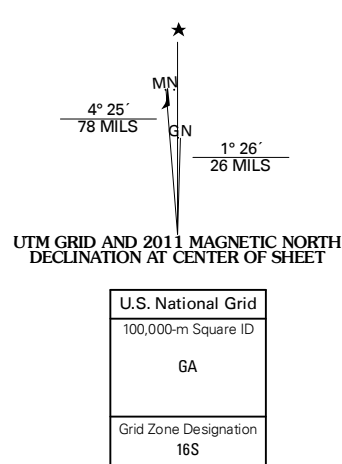 ★
MN
4° 25´
78 MILS
GN
1° 26´
26 MILS
UTM GRID AND 2011 MAGNETIC NORTH
DECLINATION AT CENTER OF SHEET
U.S. National Grid
100,000-m Square ID
GA
Grid Zone Designation
16S